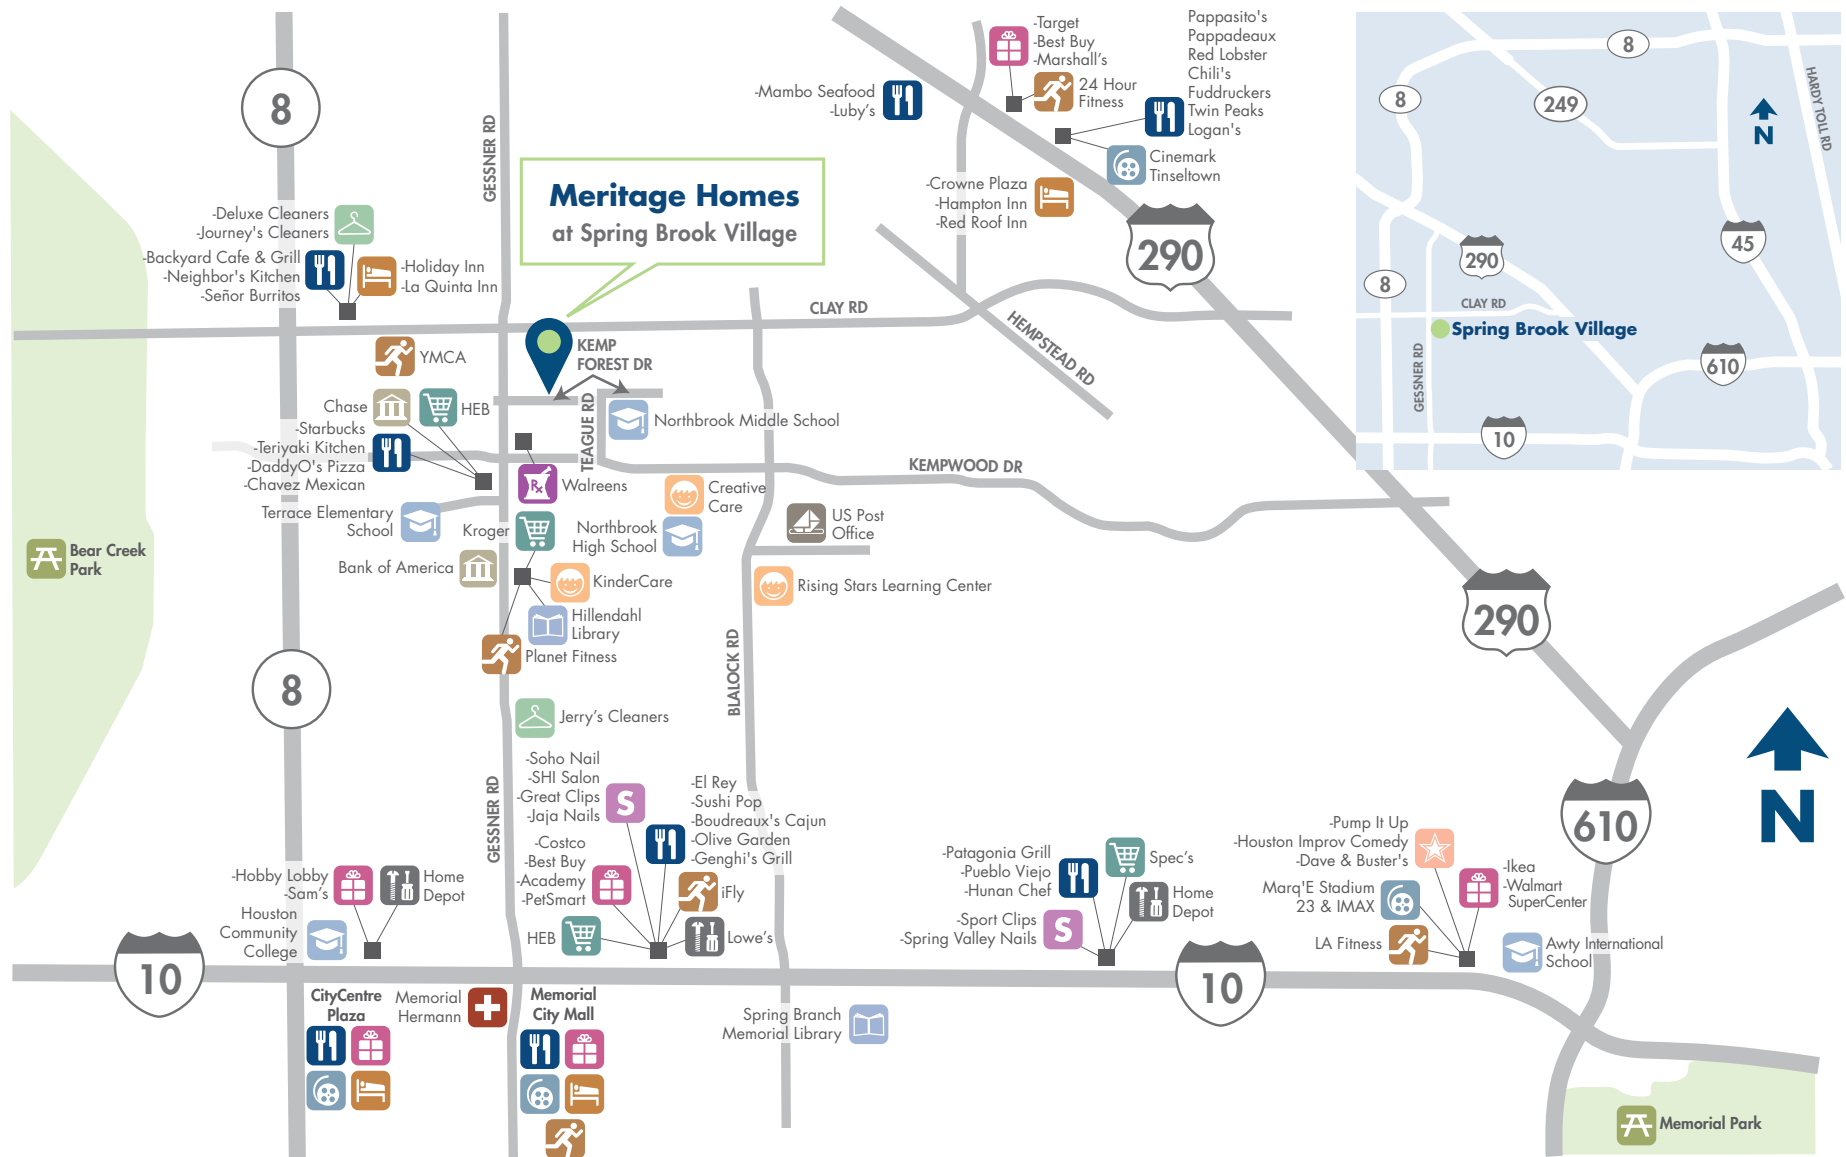 8
GESSNER RD
-Mambo Seafood
-Luby's
-Target
-Best Buy
-Marshall's
24 Hour
Fitness
Pappasito's
Pappadeaux
Red Lobster
Chili's
Fuddruckers
Twin Peaks
Logan's
Cinemark
Tinseltown
-Crowne Plaza
-Hampton Inn
-Red Roof Inn
290
8
8
249
HARDY TOLL RD
N
290
45
8
CLAY RD
Spring Brook Village
GESSNER RD
610
10
Meritage Homes
at Spring Brook Village
-Deluxe Cleaners
-Journey's Cleaners
-Backyard Cafe & Grill
-Neighbor's Kitchen
-Señor Burritos
-Holiday Inn
-La Quinta Inn
CLAY RD
HEMPSTEAD RD
YMCA
KEMP
FOREST DR
Chase
HEB
-Starbucks
-Teriyaki Kitchen
-DaddyO's Pizza
-Chavez Mexican
TEAGUE RD
Northbrook Middle School
KEMPWOOD DR
Rx
Walreens
Creative
Care
Terrace Elementary
School
Kroger
Northbrook
High School
US Post
Office
Bear Creek
Park
Bank of America
KinderCare
Rising Stars Learning Center
Hillendahl
Library
Planet Fitness
290
8
BLALOCK RD
Jerry's Cleaners
GESSNER RD
-Soho Nail
-SHI Salon
-Great Clips
-Jaja Nails
S
-El Rey
-Sushi Pop
-Boudreaux's Cajun
-Olive Garden
-Genghi's Grill
-Costco
-Best Buy
-Academy
-PetSmart
iFly
HEB
Lowe's
N
610
-Hobby Lobby
-Sam's
Home
Depot
Houston
Community
College
-Patagonia Grill
-Pueblo Viejo
-Hunan Chef
Spec's
Home
Depot
-Sport Clips
-Spring Valley Nails
S
-Pump It Up
-Houston Improv Comedy
-Dave & Buster's
Marq'E Stadium
23 & IMAX
-Ikea
-Walmart
SuperCenter
LA Fitness
Awty International
School
10
10
CityCentre
Plaza
Memorial
Hermann
Memorial
City Mall
Spring Branch
Memorial Library
Memorial Park